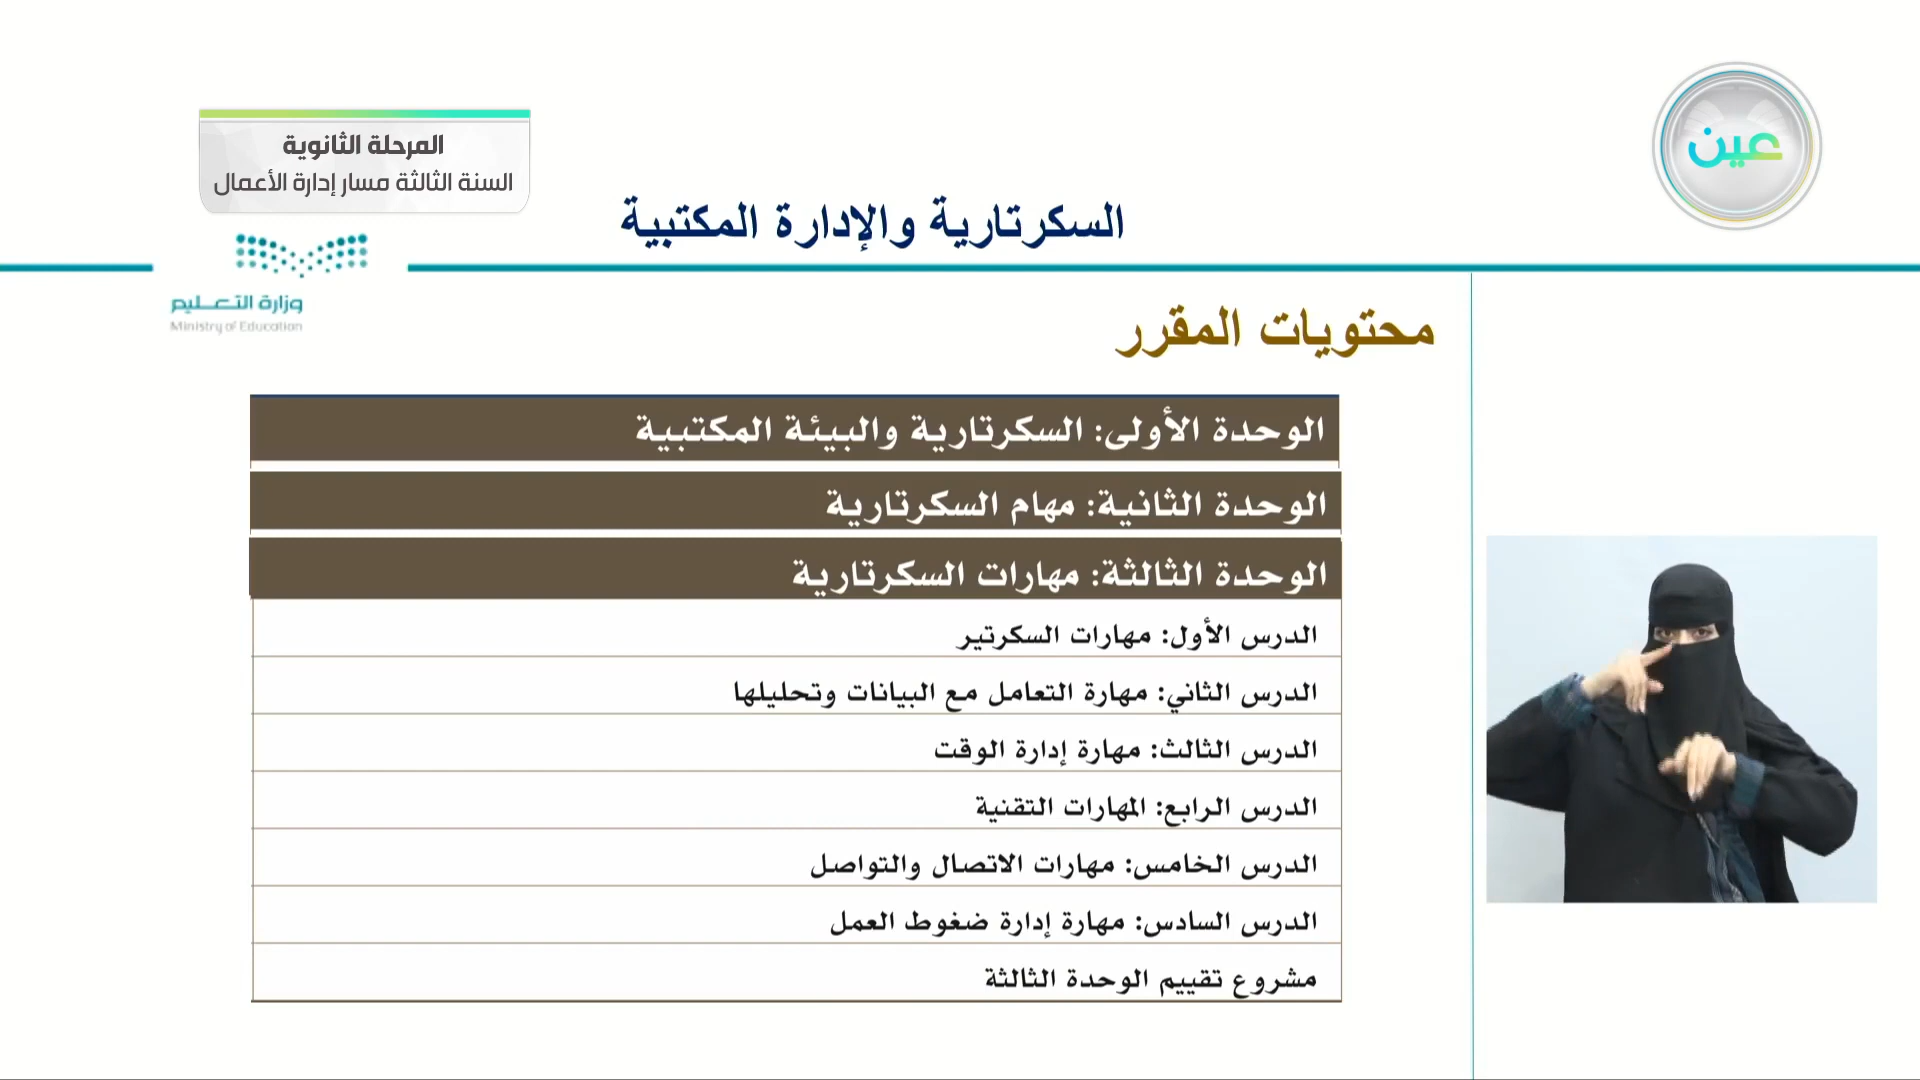 المرحلة الثانوية
السنة الثالثة مسار إدارة الأعمال
عين
السكرتارية والإدارة المكتبية
وزارة التعليم
Ministry of Education
محتويات المقرر
الوحدة الأولى: السكرتارية والبيئة المكتبية
الوحدة الثانية: مهام السكرتارية
الوحدة الثالثة: مهارات السكرتارية
الدرس الأول: مهارات السكرتير
الدرس الثاني: مهارة التعامل مع البيانات وتحليلها
الدرس الثالث: مهارة إدارة الوقت
الدرس الرابع: المهارات التقنية
الدرس الخامس: مهارات الاتصال والتواصل
الدرس السادس: مهارة إدارة ضغوط العمل
مشروع تقييم الوحدة الثالثة